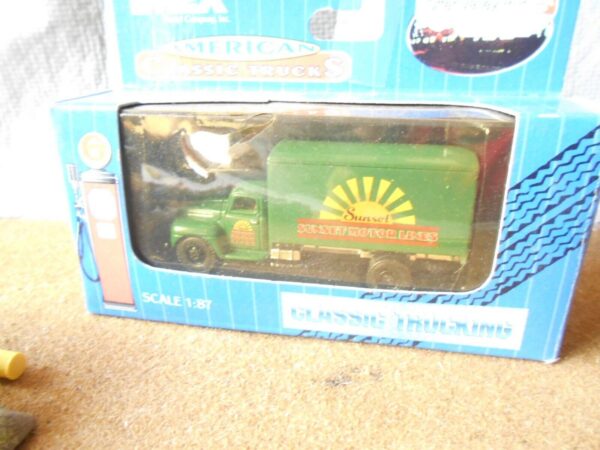 AMERICAN
CLASSIC TRUCKS
Sunset
SUNSET MOTOR LINES
SCALE 1:87
CLASSIC TRUCKING